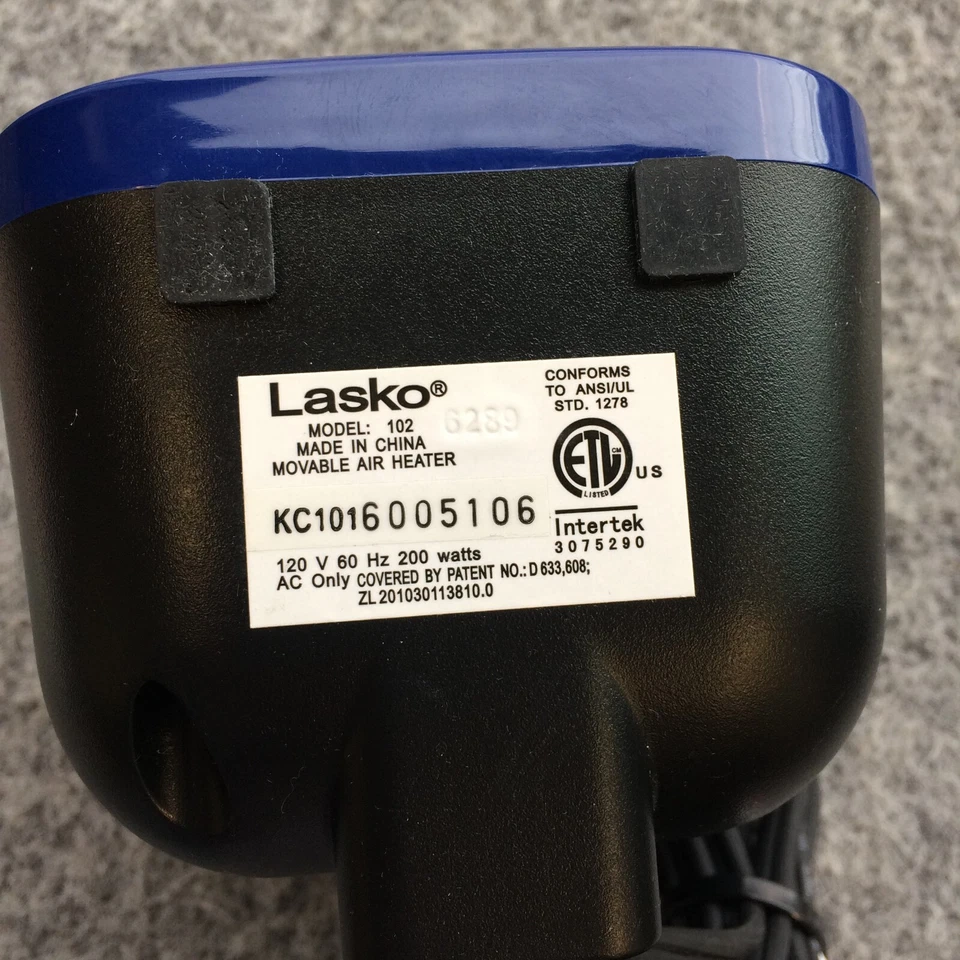 Lasko®
6289
MODEL: 102
MADE IN CHINA
MOVABLE AIR HEATER
CONFORMS
TO ANSI/UL
STD. 1278
ETL CM
LISTED
US
Intertek
3075290
KC1016005106
120 V 60 Hz 200 watts
AC Only COVERED BY PATENT NO.: D 633,608;
ZL 201030113810.0